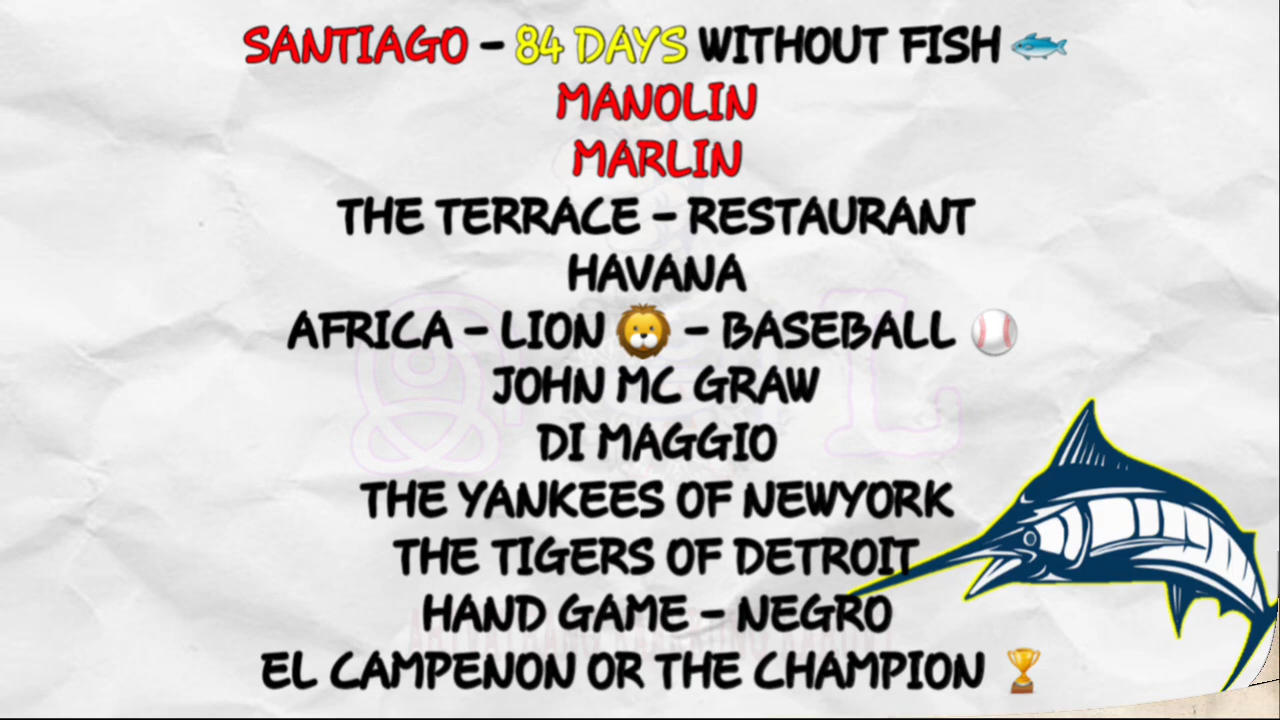 SANTIAGO - 84 DAYS WITHOUT FISH 🐟
MANOLIN
MARLIN
THE TERRACE - RESTAURANT
HAVANA
AFRICA - LION 🦁 - BASEBALL ⚾
JOHN MC GRAW
DI MAGGIO
THE YANKEES OF NEWYORK
THE TIGERS OF DETROIT
HAND GAME - NEGRO
EL CAMPENON OR THE CHAMPION 🏆